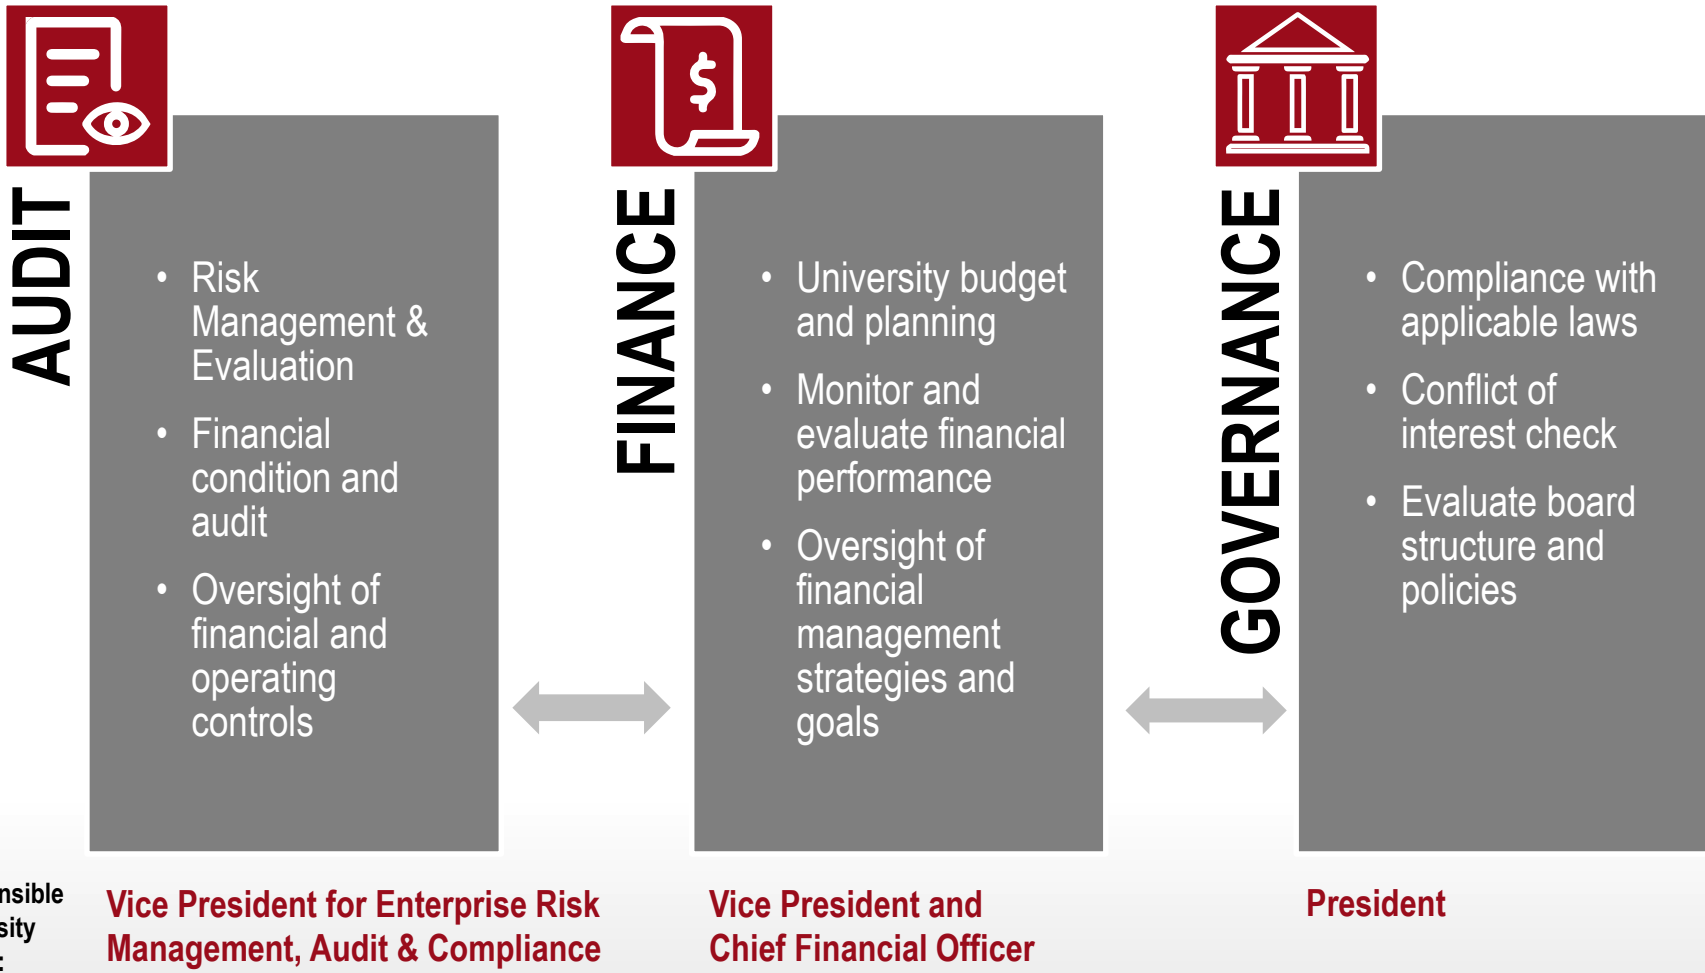 AUDIT
• Risk
Management &
Evaluation
• Financial
condition and
audit
• Oversight of
financial and
operating
controls
FINANCE
$
• University budget
and planning
• Monitor and
evaluate financial
performance
• Oversight of
financial
management
strategies and
goals
GOVERNANCE
• Compliance with
applicable laws
• Conflict of
interest check
• Evaluate board
structure and
policies
nsible
sity
:
Vice President for Enterprise Risk
Management, Audit & Compliance
Vice President and
Chief Financial Officer
President